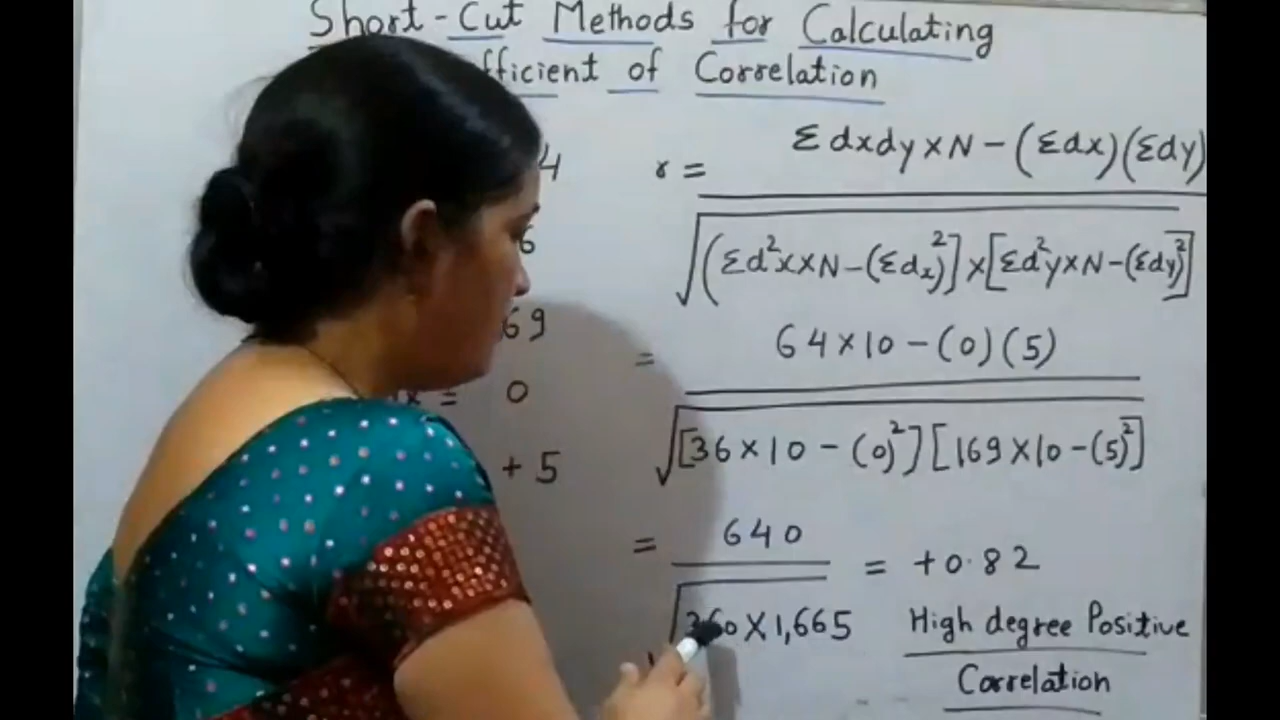 Short-Cut Methods for Calculating
fficient of Correlation
4
6
69
= 0
+ 5
r = Σdxdy×N - (Σdx)(Σdy)
√(Σd²x×N-(Σdx)²]×[Σd²y×N-(Σdy)²]
= 64×10-(0)(5)
√[36×10-(0)²][169×10-(5)²]
= 640 = +0.82
√360×1,665 High degree Positive
Correlation